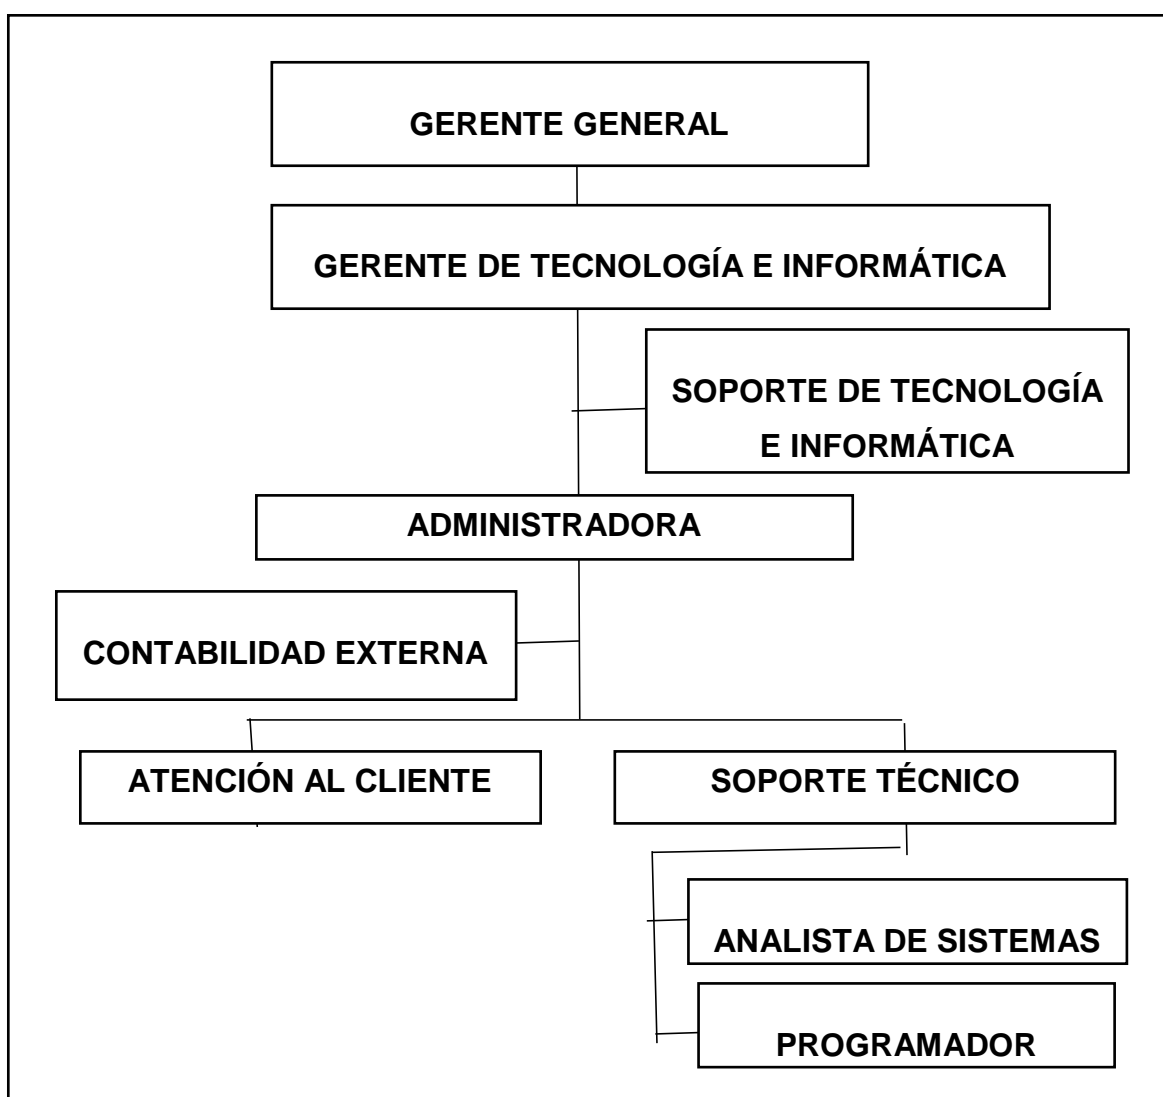 GERENTE GENERAL
GERENTE DE TECNOLOGÍA E INFORMÁTICA
SOPORTE DE TECNOLOGÍA
E INFORMÁTICA
ADMINISTRADORA
CONTABILIDAD EXTERNA
ATENCIÓN AL CLIENTE
SOPORTE TÉCNICO
ANALISTA DE SISTEMAS
PROGRAMADOR